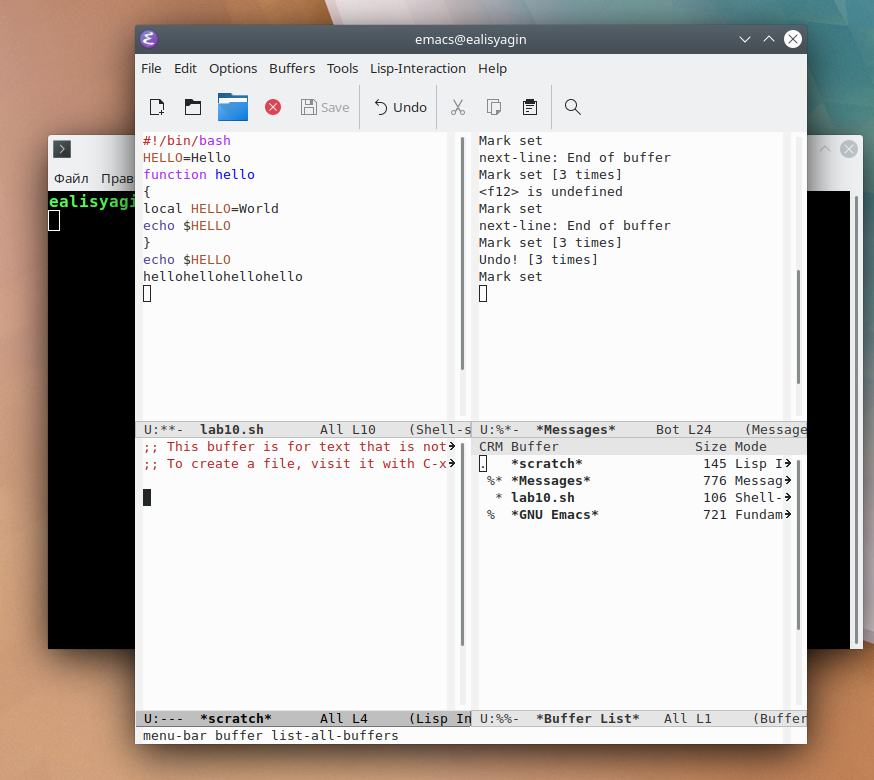 emacs@ealisyagin
File Edit Options Buffers Tools Lisp-Interaction Help
Save Undo
Файл Прав
ealisyagi
#!/bin/bash
HELLO=Hello
function hello
{
local HELLO=World
echo $HELLO
}
echo $HELLO
hellohellohellohello
U:**- lab10.sh All L10 (Shell-s
Mark set
next-line: End of buffer
Mark set [3 times]
<f12> is undefined
Mark set
next-line: End of buffer
Mark set [3 times]
Undo! [3 times]
Mark set
U:%*- *Messages* Bot L24 (Message
;; This buffer is for text that is not
;; To create a file, visit it with C-x
U:--- *scratch* All L4 (Lisp In
CRM Buffer Size Mode
. *scratch* 145 Lisp I
%* *Messages* 776 Messag
* lab10.sh 106 Shell-
% *GNU Emacs* 721 Fundam
U:%%- *Buffer List* All L1 (Buffer
menu-bar buffer list-all-buffers